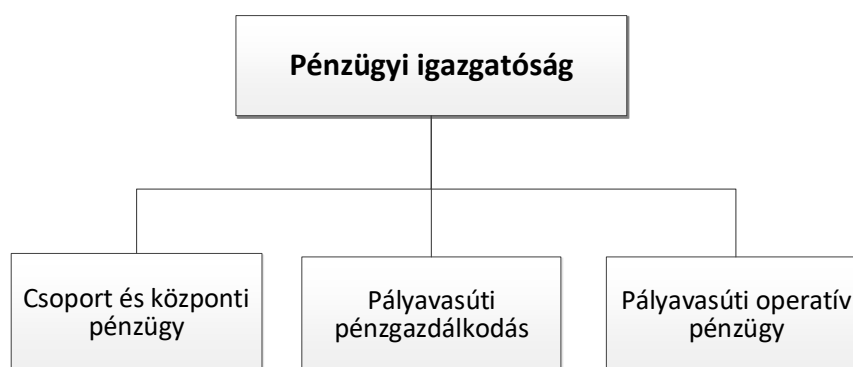 Pénzügyi igazgatóság
Csoport és központi
pénzügy
Pályavasúti
pénzgazdálkodás
Pályavasúti operatív
pénzügy